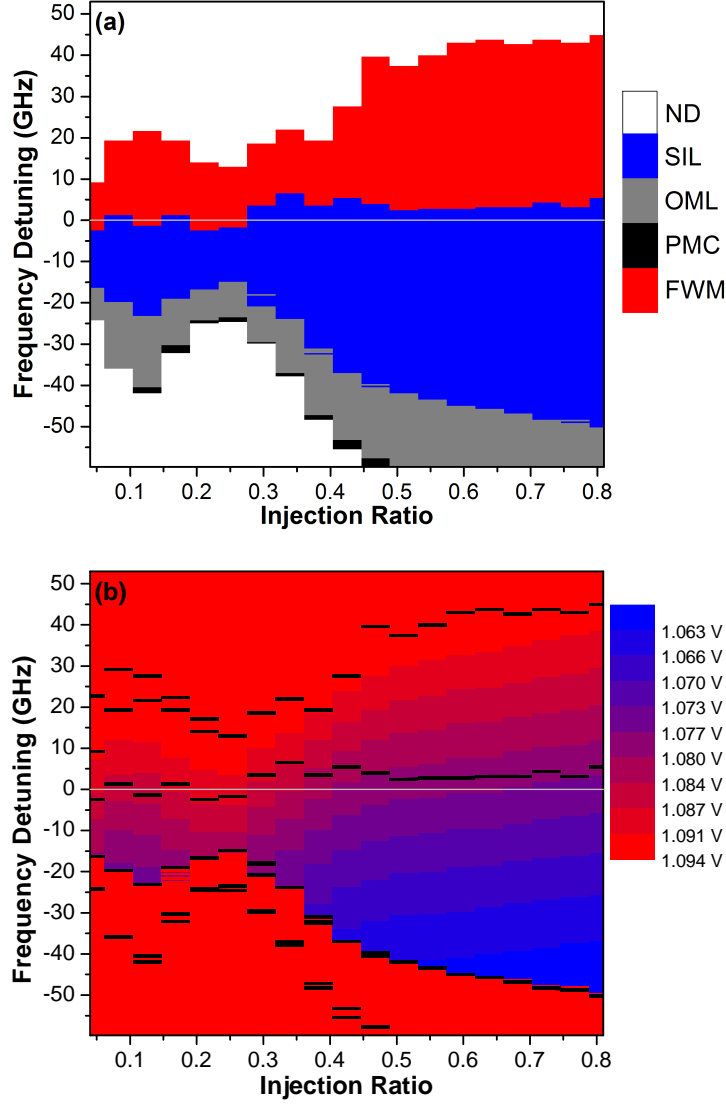 (a)
50
40
30
20
10
0
-10
-20
-30
-40
-50
Frequency Detuning (GHz)
0.1 0.2 0.3 0.4 0.5 0.6 0.7 0.8
Injection Ratio
ND
SIL
OML
PMC
FWM
(b)
50
40
30
20
10
0
-10
-20
-30
-40
-50
Frequency Detuning (GHz)
0.1 0.2 0.3 0.4 0.5 0.6 0.7 0.8
Injection Ratio
1.063 V
1.066 V
1.070 V
1.073 V
1.077 V
1.080 V
1.084 V
1.087 V
1.091 V
1.094 V